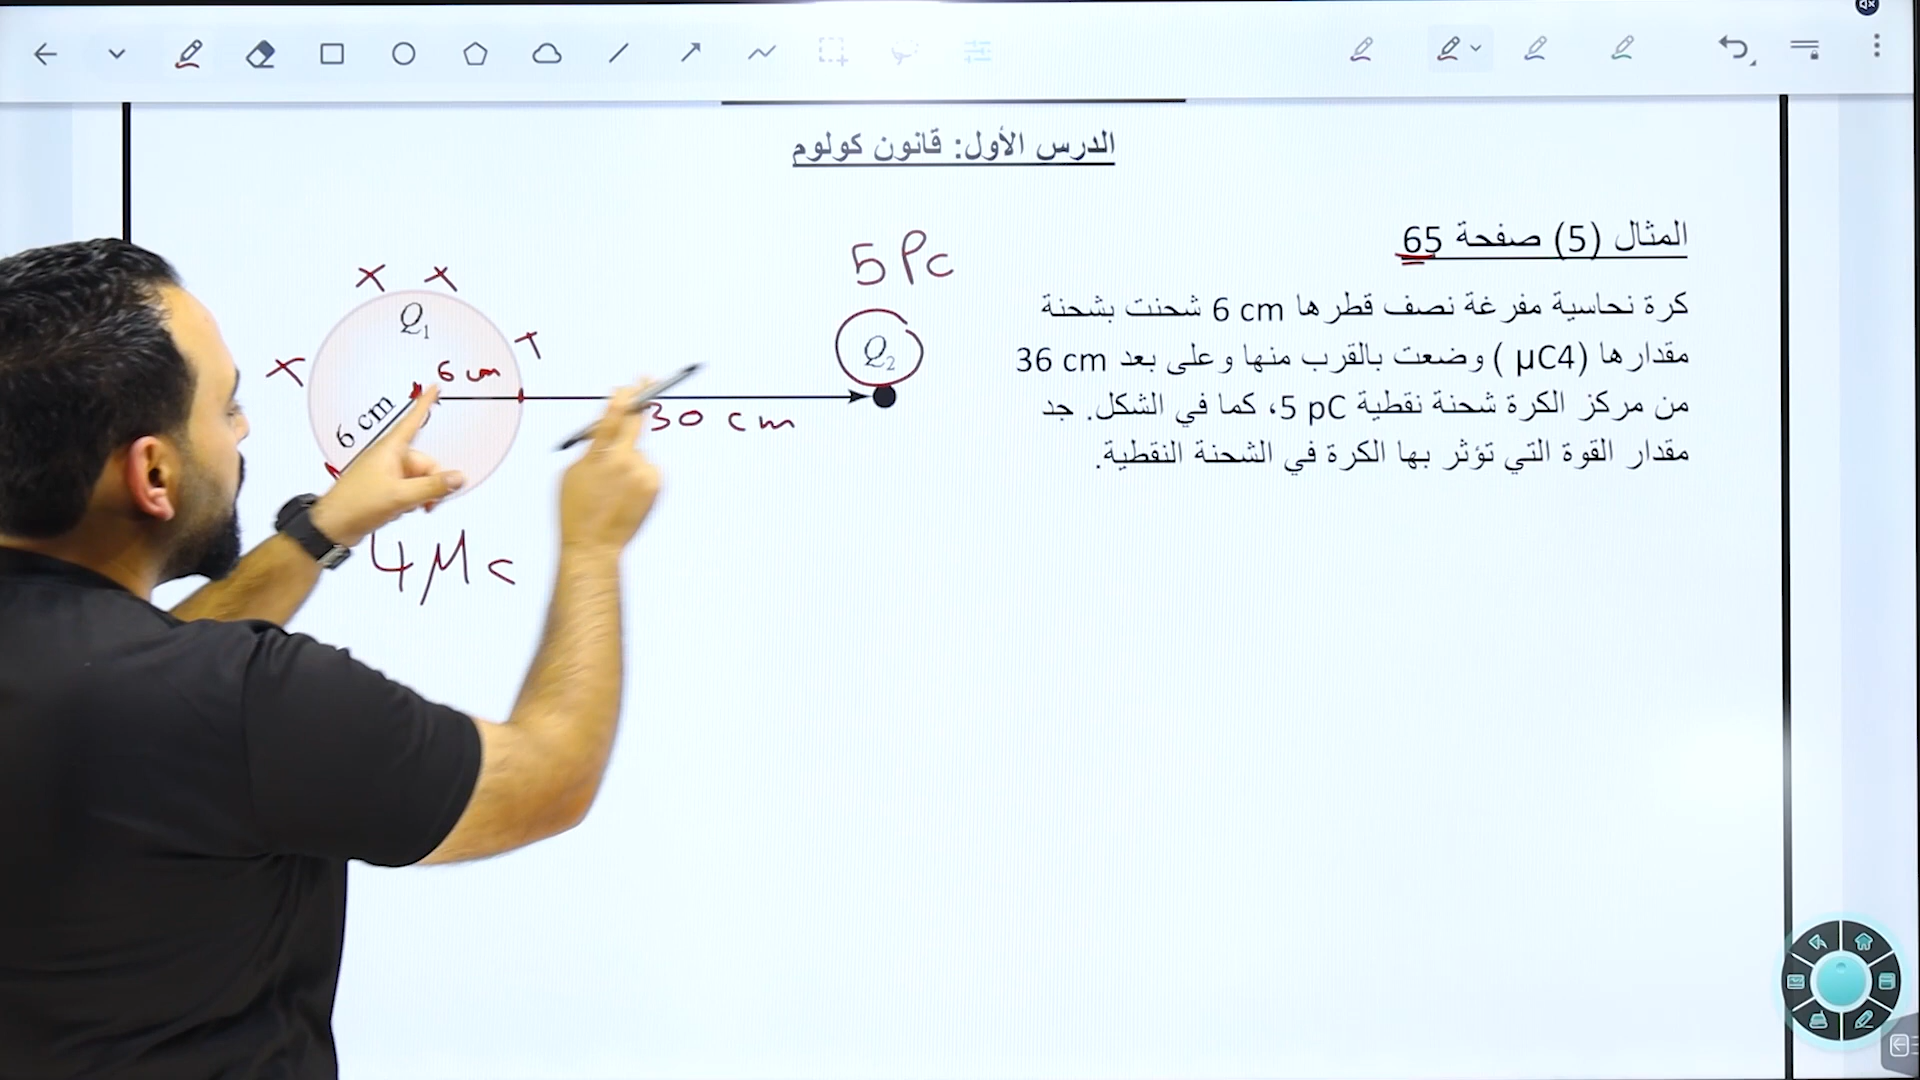 الدرس الأول: قانون كولوم
المثال (5) صفحة 65
كرة نحاسية مفرغة نصف قطرها 6 cm شحنت بشحنة
مقدارها (µC4 ) وضعت بالقرب منها وعلى بعد 36 cm
من مركز الكرة شحنة نقطية 5 pC، كما في الشكل. جد
مقدار القوة التي تؤثر بها الكرة في الشحنة النقطية.
5 Pc
Q1
Q2
6 cm
6 cm
30 cm
4 Mc